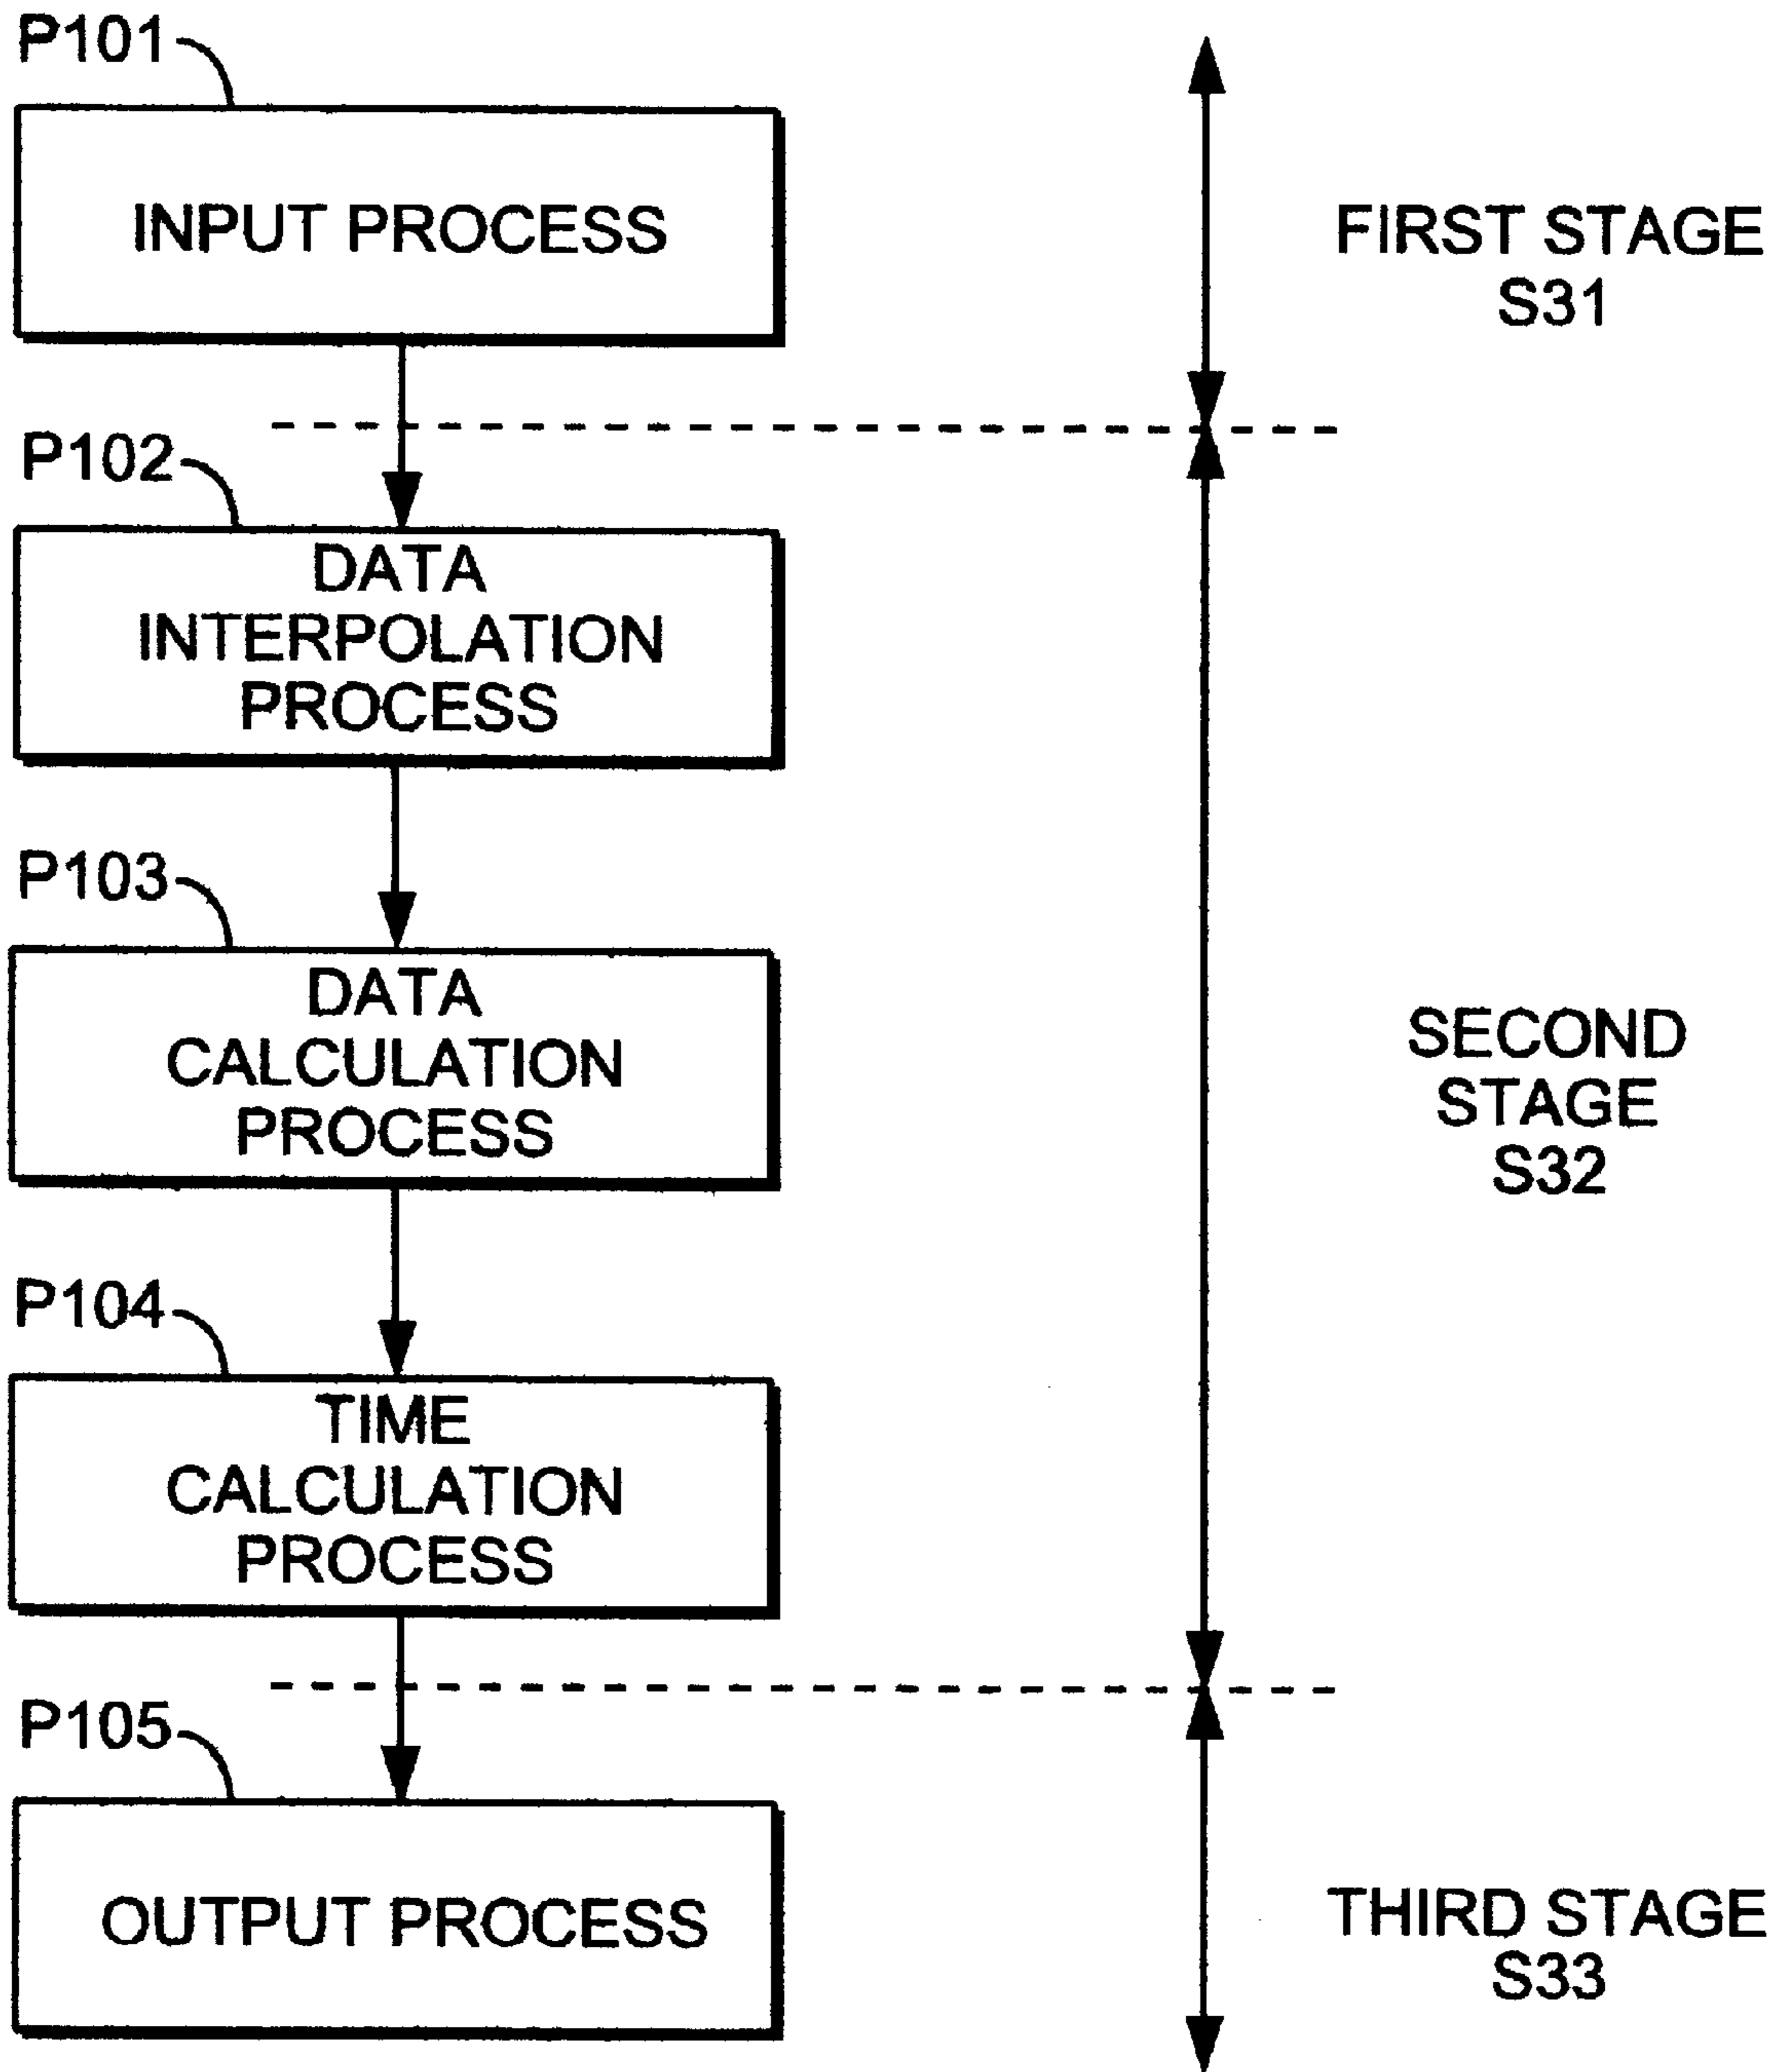 P101
INPUT PROCESS
FIRST STAGE
S31
P102
DATA
INTERPOLATION
PROCESS
P103
DATA
CALCULATION
PROCESS
SECOND
STAGE
S32
P104
TIME
CALCULATION
PROCESS
P105
OUTPUT PROCESS
THIRD STAGE
S33